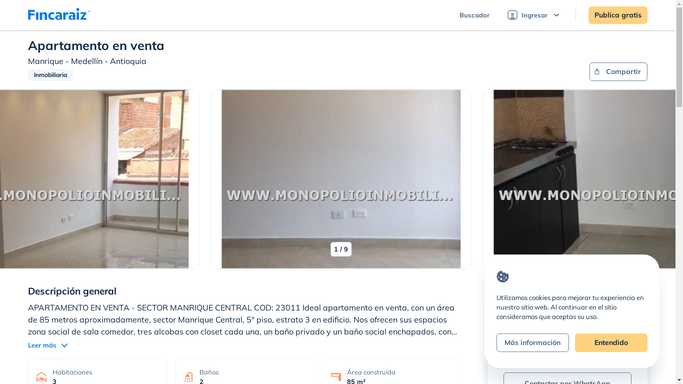 Fincaraiz
Buscador
Ingresar
Publica gratis
Apartamento en venta
Manrique - Medellín - Antioquia
Inmobiliaria
Compartir
.MONOPOLIOINMOBILI...
WWW.MONOPOLIOINMOBILI...
WWW.MONOPOLIOINM
1 / 9
Descripción general
APARTAMENTO EN VENTA - SECTOR MANRIQUE CENTRAL COD: 23011 Ideal apartamento en venta, con un área
de 85 metros aproximadamente, sector Manrique Central, 5° piso, estrato 3 en edificio. Nos ofrecen sus espacios
zona social de sala comedor, tres alcobas con closet cada una, un baño privado y un baño social enchapados, con...
Leer más
Habitaciones
3
Baños
2
Área construida
85 m²
Utilizamos cookies para mejorar tu experiencia en
nuestro sitio web. Al continuar en el sitio
consideramos que aceptas su uso.
Más información
Entendido
Contactar por WhatsApp